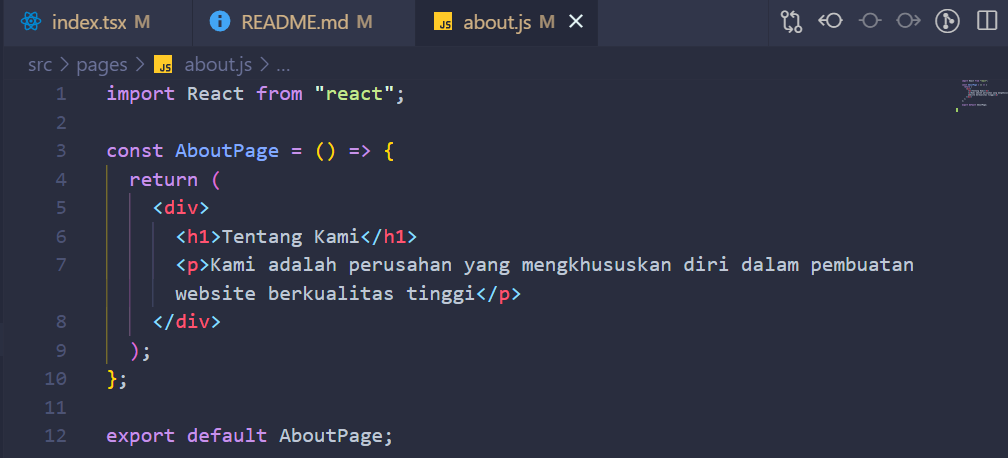 index.tsx M README.md M JS about.js M
src > pages > JS about.js > ...
1 import React from "react";
2
3 const AboutPage = () => {
4 return (
5 <div>
6 <h1>Tentang Kami</h1>
7 <p>Kami adalah perusahan yang mengkhususkan diri dalam pembuatan
website berkualitas tinggi</p>
8 </div>
9 );
10 };
11
12 export default AboutPage;